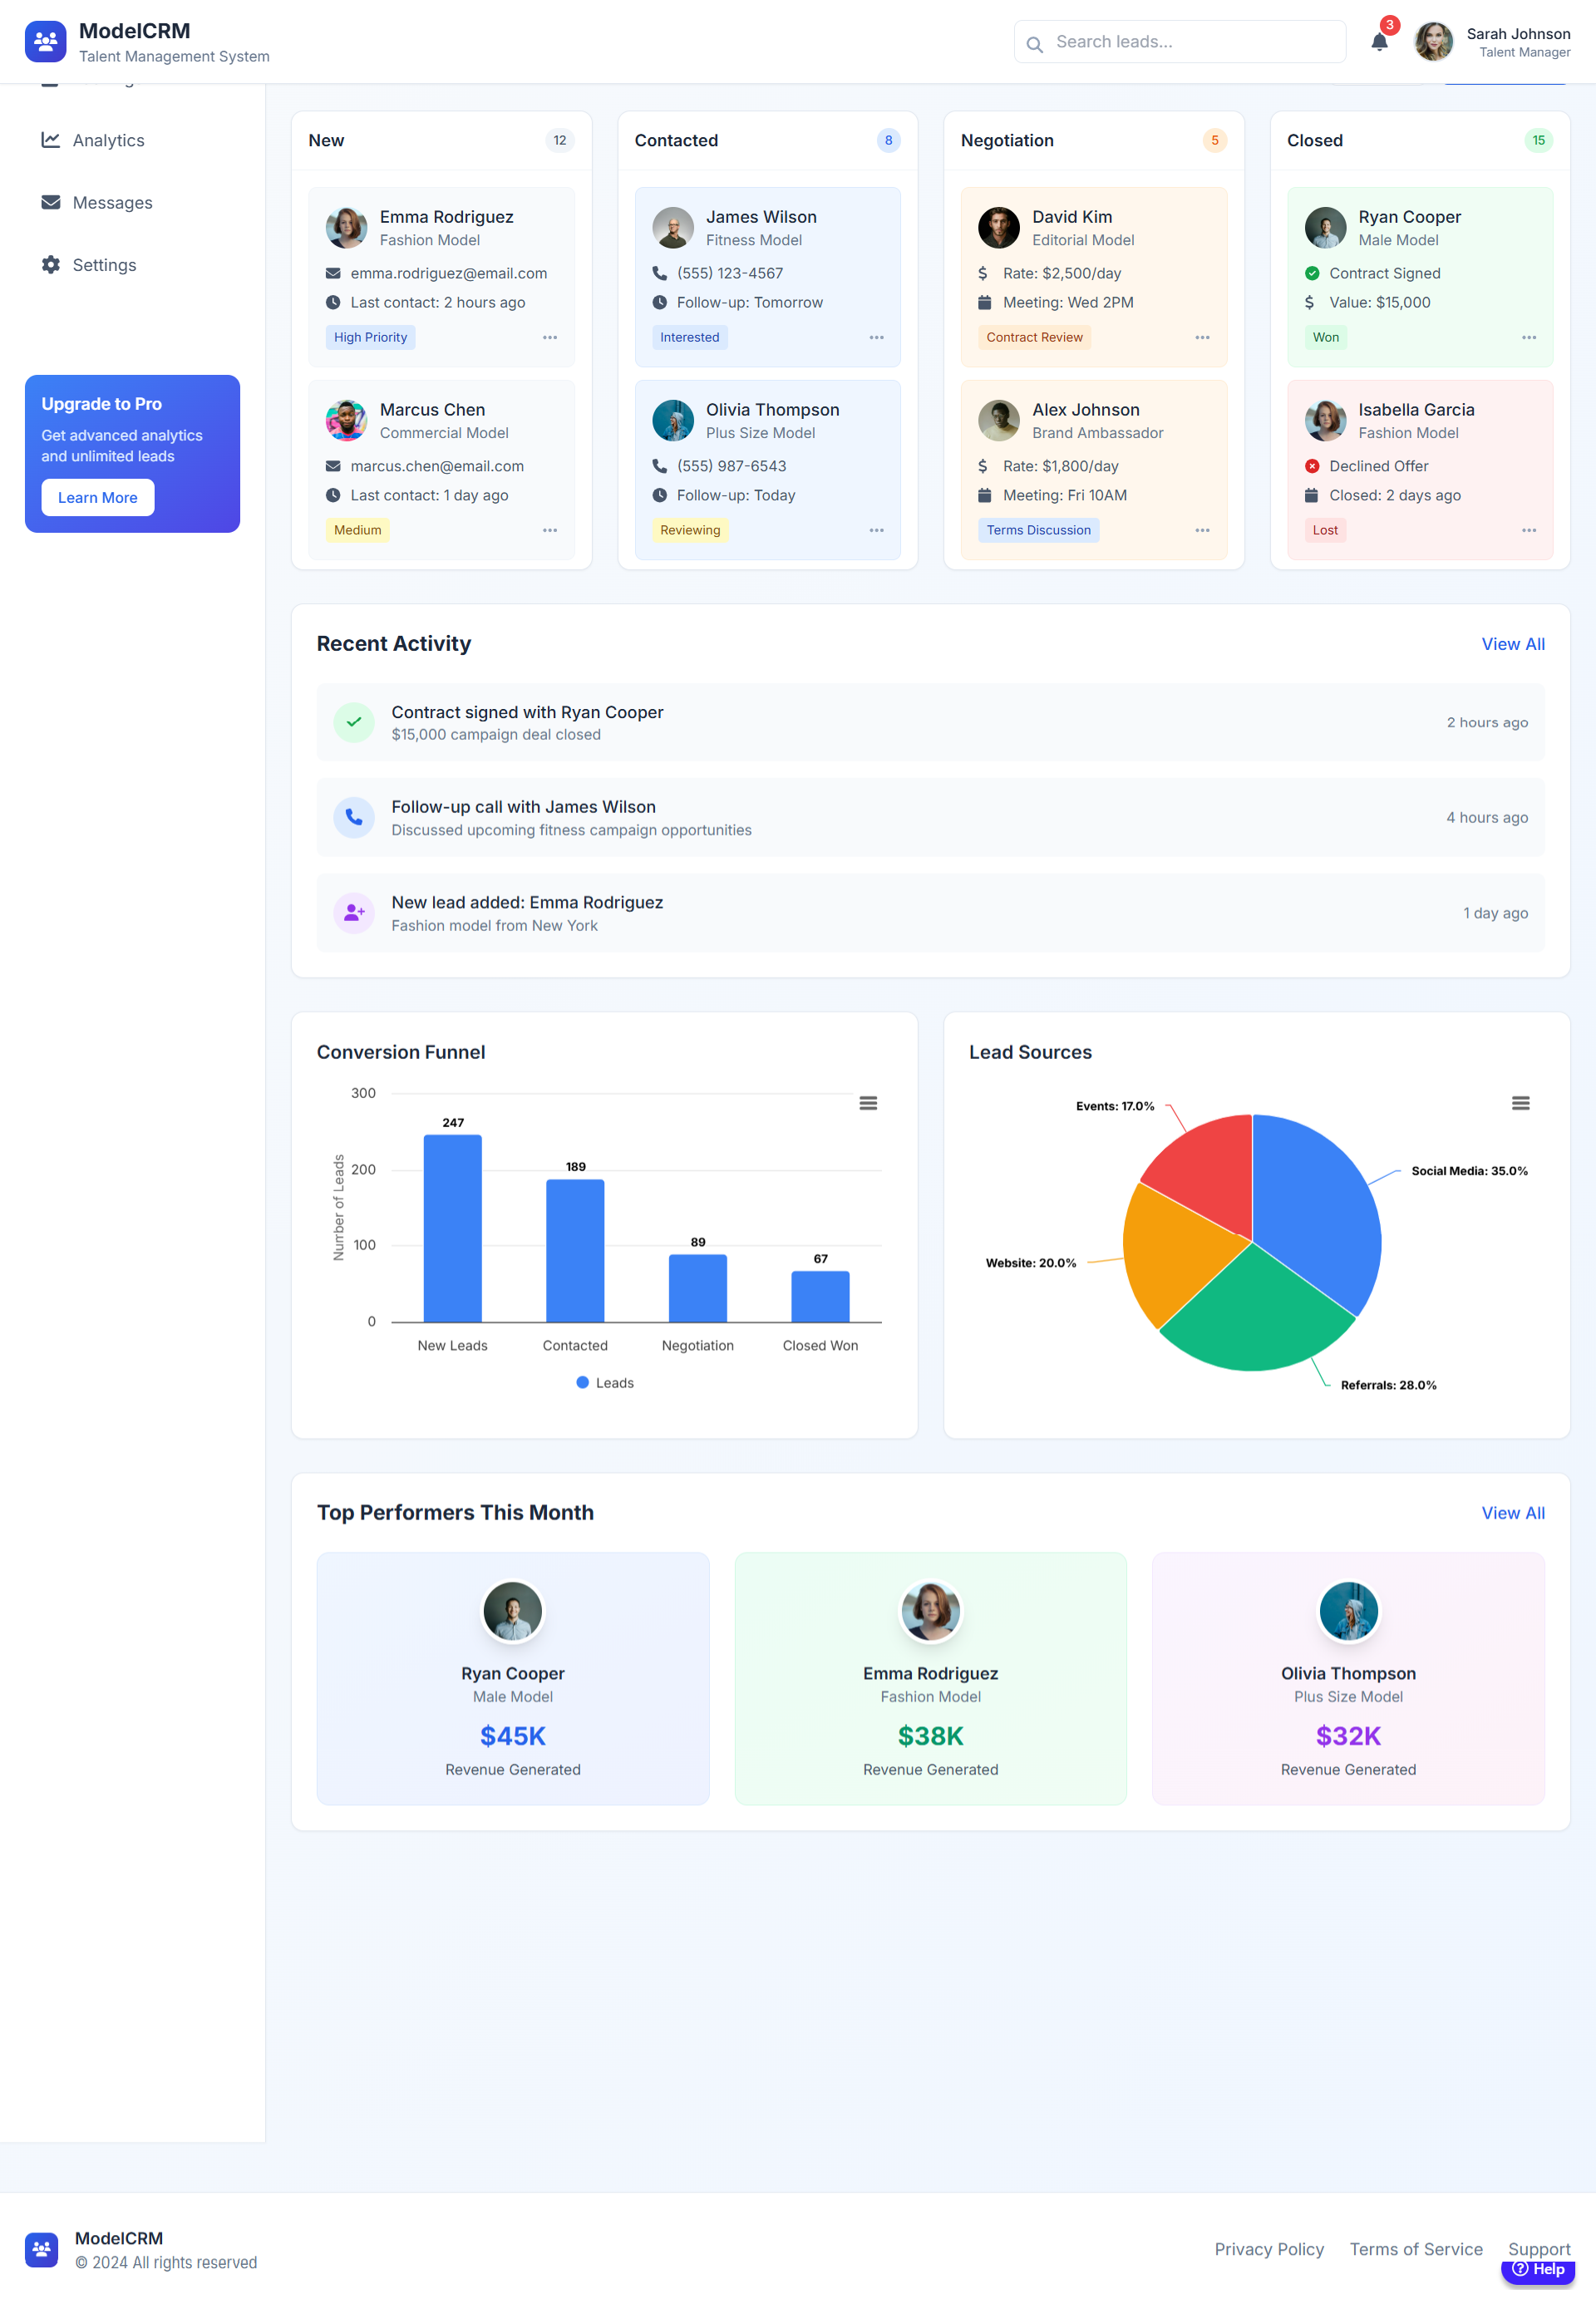 ModelCRM
Talent Management System
Search leads...
3
Sarah Johnson
Talent Manager
Analytics
Messages
Settings
Upgrade to Pro
Get advanced analytics
and unlimited leads
Learn More
New
12
Emma Rodriguez
Fashion Model
emma.rodriguez@email.com
Last contact: 2 hours ago
High Priority
Marcus Chen
Commercial Model
marcus.chen@email.com
Last contact: 1 day ago
Medium
Contacted
8
James Wilson
Fitness Model
(555) 123-4567
Follow-up: Tomorrow
Interested
Olivia Thompson
Plus Size Model
(555) 987-6543
Follow-up: Today
Reviewing
Negotiation
5
David Kim
Editorial Model
Rate: $2,500/day
Meeting: Wed 2PM
Contract Review
Alex Johnson
Brand Ambassador
Rate: $1,800/day
Meeting: Fri 10AM
Terms Discussion
Closed
15
Ryan Cooper
Male Model
Contract Signed
Value: $15,000
Won
Isabella Garcia
Fashion Model
Declined Offer
Closed: 2 days ago
Lost
Recent Activity
View All
Contract signed with Ryan Cooper
$15,000 campaign deal closed
2 hours ago
Follow-up call with James Wilson
Discussed upcoming fitness campaign opportunities
4 hours ago
New lead added: Emma Rodriguez
Fashion model from New York
1 day ago
Conversion Funnel
Number of Leads
300
200
100
0
247
189
89
67
New Leads
Contacted
Negotiation
Closed Won
Leads
Lead Sources
Events: 17.0%
Social Media: 35.0%
Website: 20.0%
Referrals: 28.0%
Top Performers This Month
View All
Ryan Cooper
Male Model
$45K
Revenue Generated
Emma Rodriguez
Fashion Model
$38K
Revenue Generated
Olivia Thompson
Plus Size Model
$32K
Revenue Generated
ModelCRM
© 2024 All rights reserved
Privacy Policy
Terms of Service
Support
Help